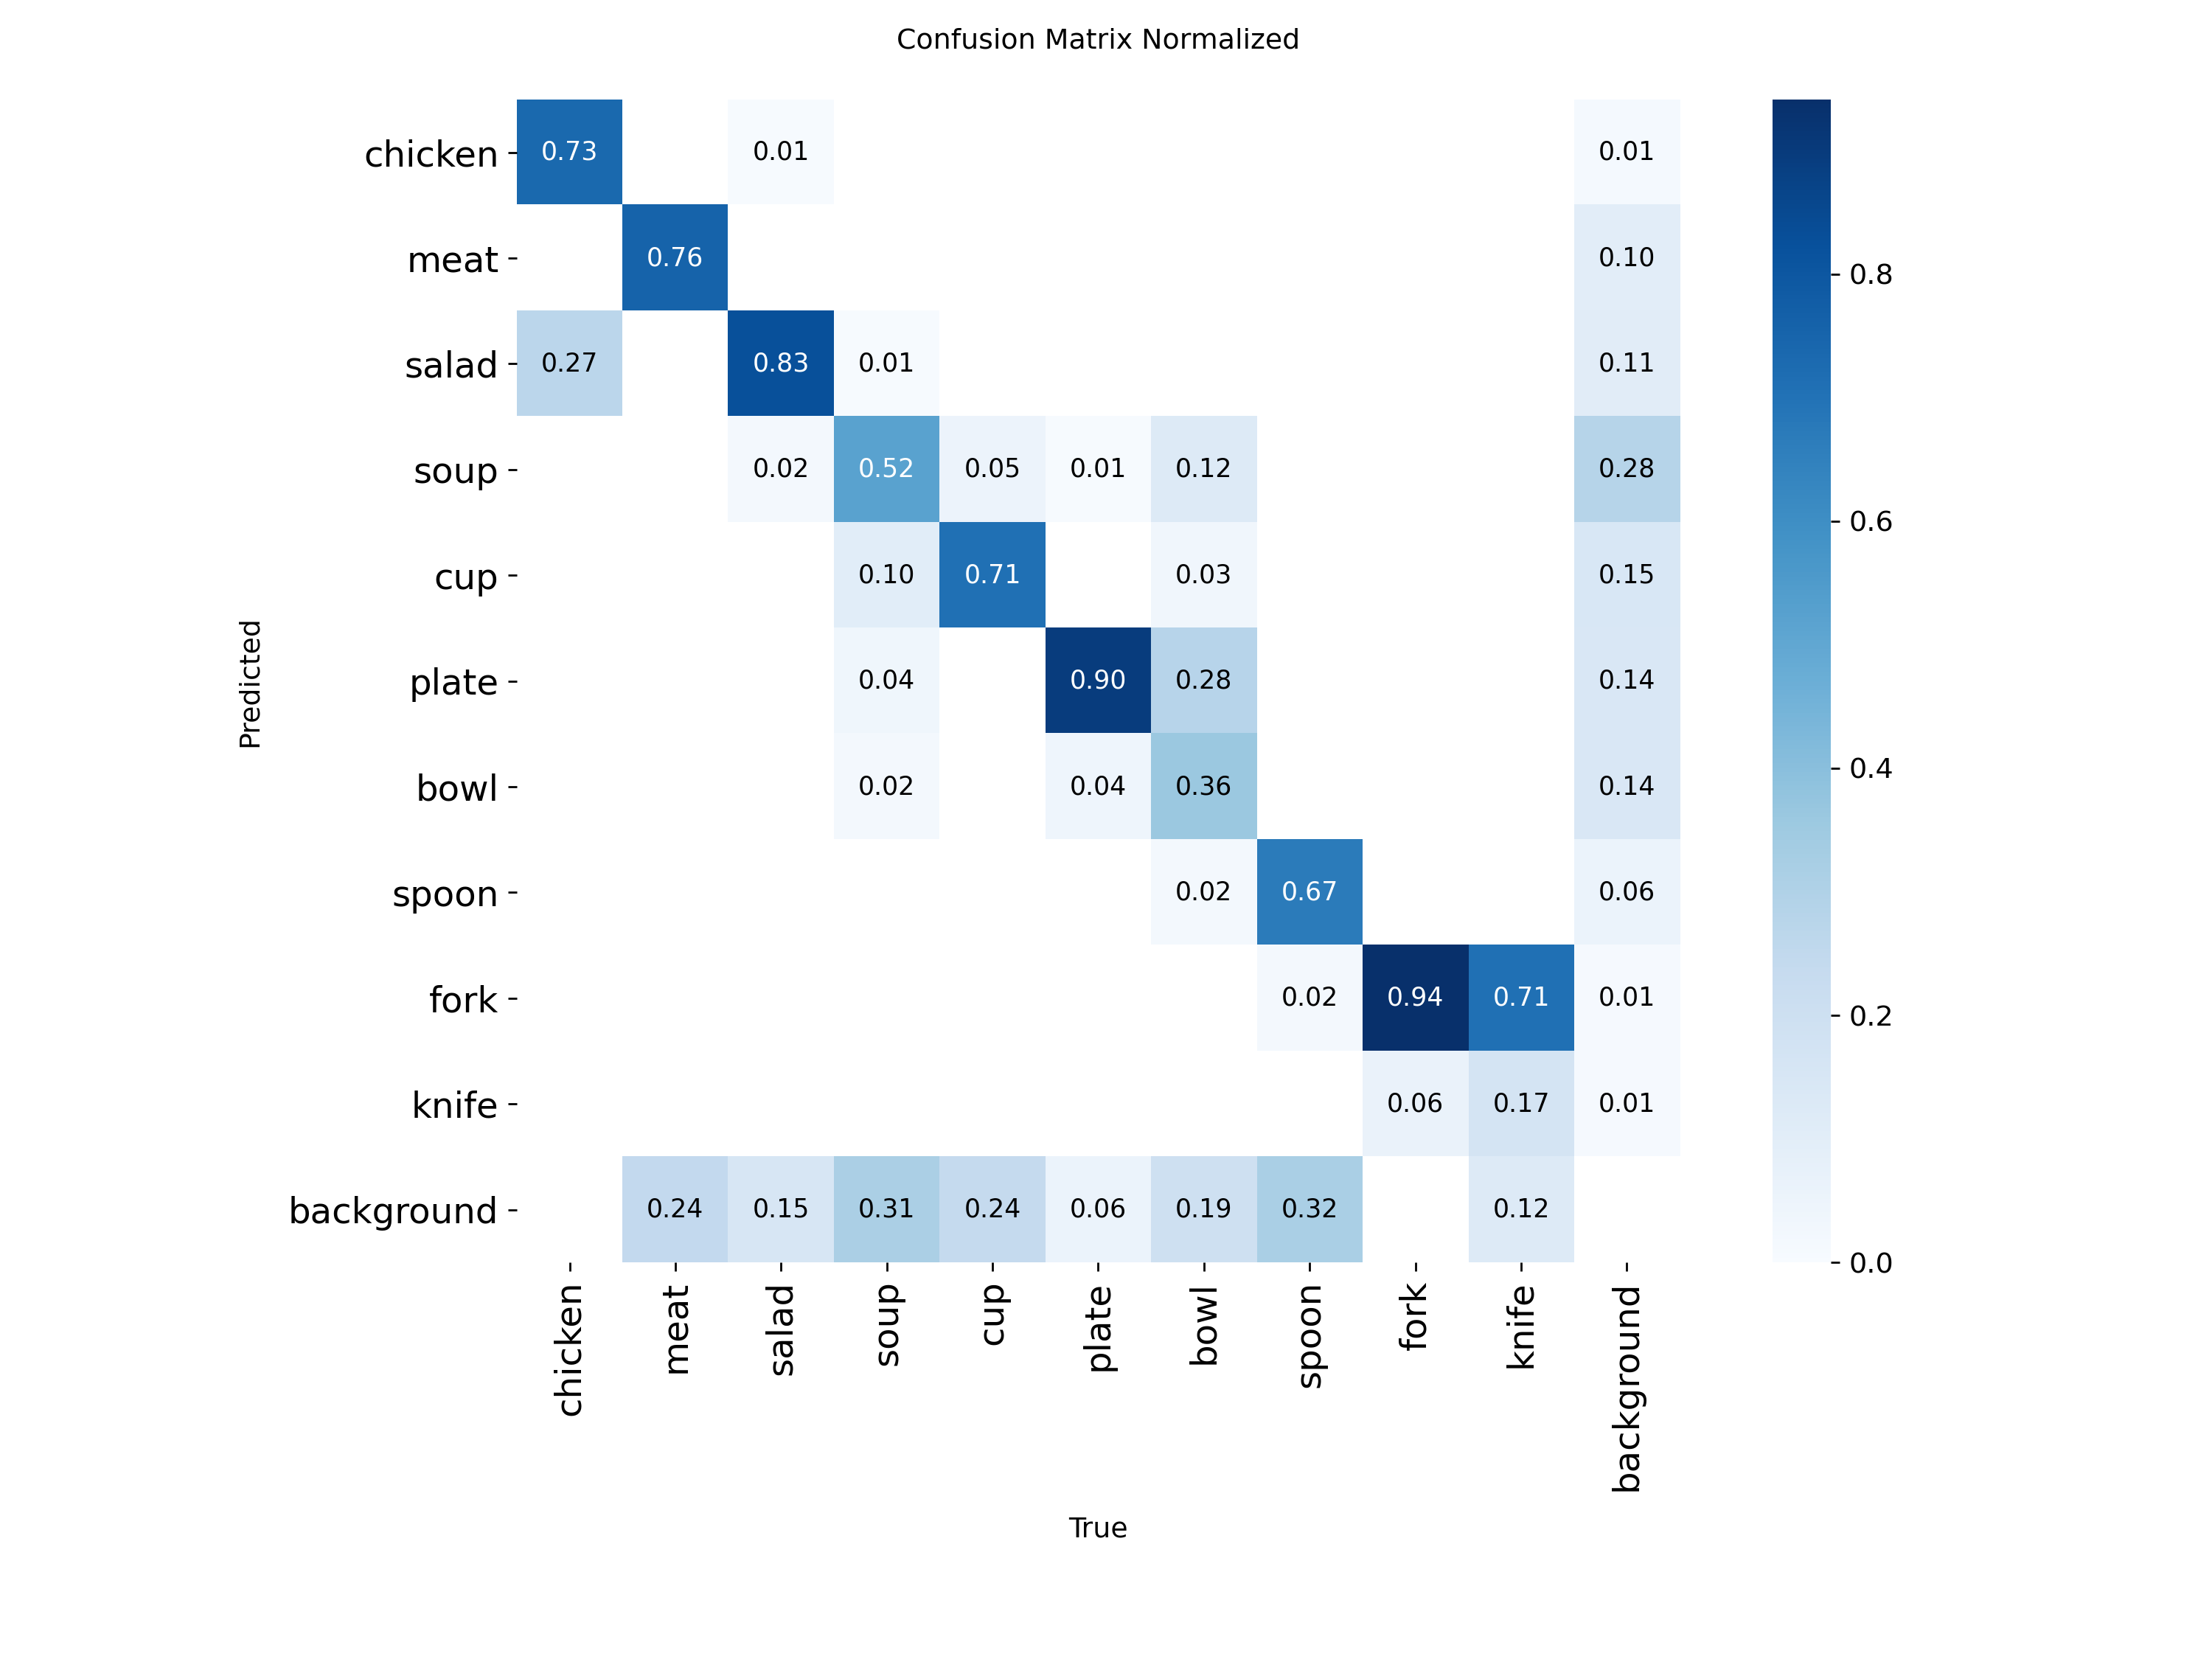 Confusion Matrix Normalized
chicken 0.73 0.01 0.01
meat 0.76 0.10 0.8
salad 0.27 0.83 0.01 0.11
soup 0.02 0.52 0.05 0.01 0.12 0.28
0.6
cup 0.10 0.71 0.03 0.15
Predicted
plate 0.04 0.90 0.28 0.14
0.4
bowl 0.02 0.04 0.36 0.14
spoon 0.02 0.67 0.06
fork 0.02 0.94 0.71 0.01 0.2
knife 0.06 0.17 0.01
background 0.24 0.15 0.31 0.24 0.06 0.19 0.32 0.12
0.0
chicken meat salad soup cup plate bowl spoon fork knife background
True